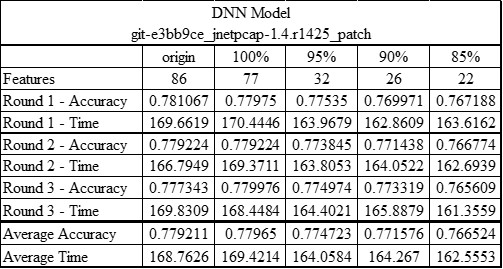 DNN Model
git-e3bb9ce_jnetpcap-1.4.r1425_patch
origin 100% 95% 90% 85%
Features 86 77 32 26 22
Round 1 - Accuracy 0.781067 0.77975 0.77535 0.769971 0.767188
Round 1 - Time 169.6619 170.4446 163.9679 162.8609 163.6162
Round 2 - Accuracy 0.779224 0.779224 0.773845 0.771438 0.766774
Round 2 - Time 166.7949 169.3711 163.8053 164.0522 162.6939
Round 3 - Accuracy 0.777343 0.779976 0.774974 0.773319 0.765609
Round 3 - Time 169.8309 168.4484 164.4021 165.8879 161.3559
Average Accuracy 0.779211 0.77965 0.774723 0.771576 0.766524
Average Time 168.7626 169.4214 164.0584 164.267 162.5553